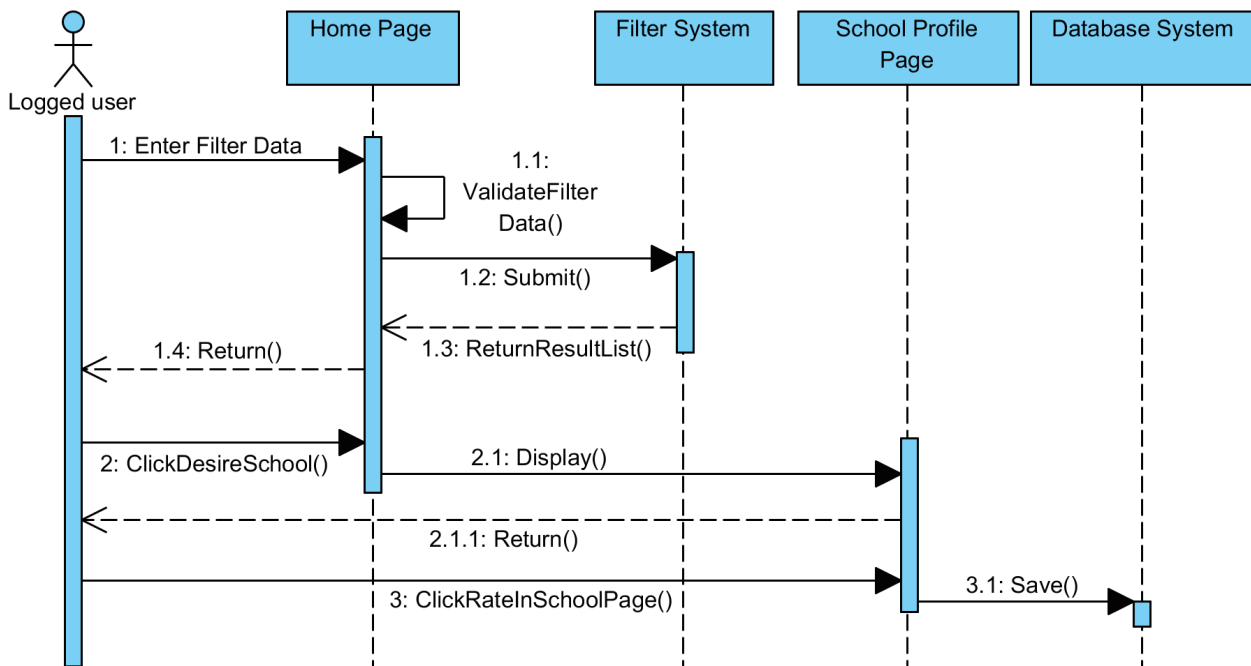 Home Page
Filter System
School Profile
Page
Database System
Logged user
1: Enter Filter Data
1.1:
ValidateFilter
Data()
1.2: Submit()
1.3: ReturnResultList()
1.4: Return()
2: ClickDesireSchool()
2.1: Display()
2.1.1: Return()
3: ClickRateInSchoolPage()
3.1: Save()